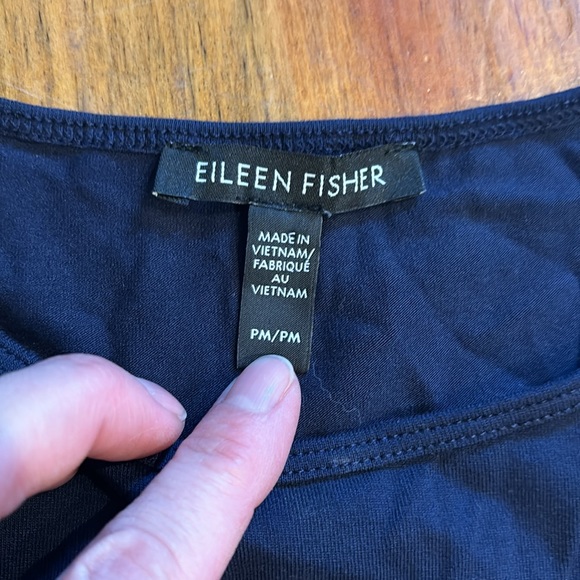 EILEEN FISHER
MADE IN
VIETNAM/
FABRIQUÉ
AU
VIETNAM
PM/PM